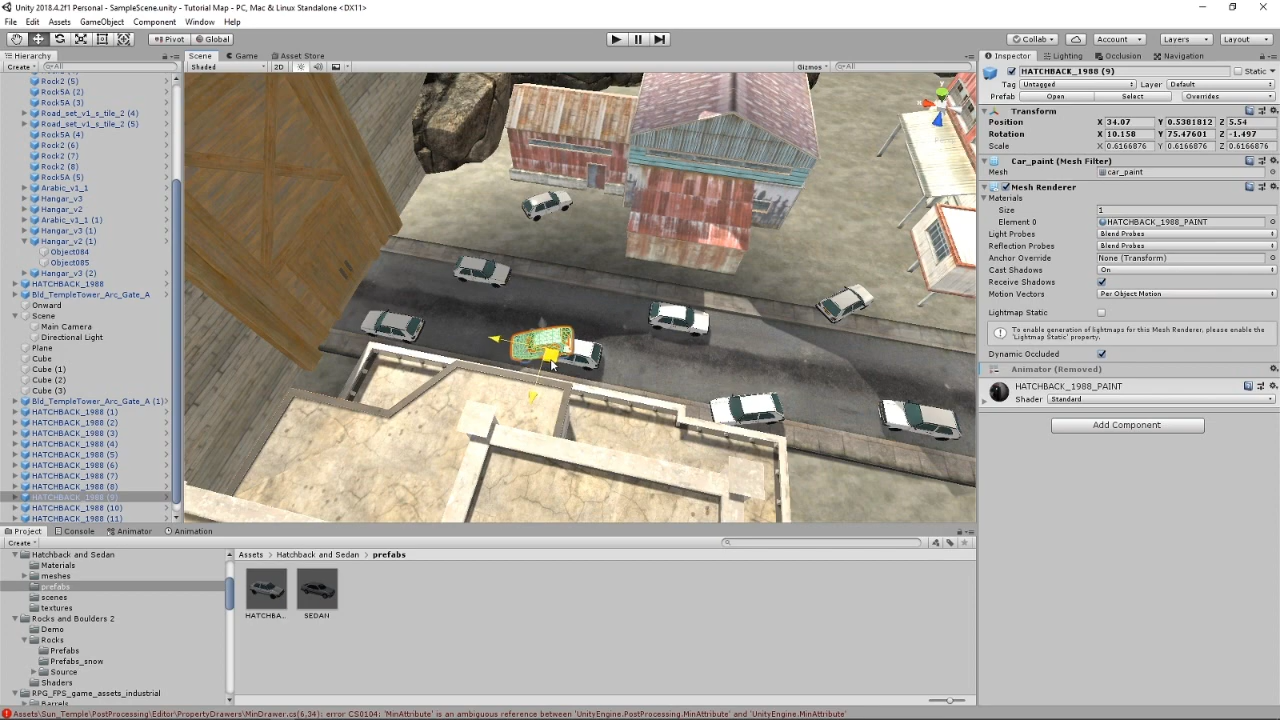 Unity 2018.4.2f1 Personal - SampleScene.unity - Tutorial Map - PC, Mac & Linux Standalone <DX11>
File Edit Assets GameObject Component Window Help
Pivot Global Collab Account Layers Layout
Hierarchy Scene Game Asset Store Inspector Lighting Occlusion Navigation
Create All Shaded 2D Gizmos All
Rock2 (5)
Rock5A (2)
Rock5A (3)
Road_set_v1_s_tile_2 (4)
Road_set_v1_s_tile_2 (5)
Rock5A (4)
Rock2 (6)
Rock2 (7)
Rock2 (8)
Rock5A (5)
Arabic_v1_1
Hangar_v3
Hangar_v2
Arabic_v1_1 (1)
Hangar_v3 (1)
Hangar_v2 (1)
Object084
Object085
Hangar_v3 (2)
HATCHBACK_1988
Bld_TempleTower_Arc_Gate_A
Onward
Scene
Main Camera
Directional Light
Plane
Cube
Cube (1)
Cube (2)
Cube (3)
Bld_TempleTower_Arc_Gate_A (1)
HATCHBACK_1988 (1)
HATCHBACK_1988 (2)
HATCHBACK_1988 (3)
HATCHBACK_1988 (4)
HATCHBACK_1988 (5)
HATCHBACK_1988 (6)
HATCHBACK_1988 (7)
HATCHBACK_1988 (8)
HATCHBACK_1988 (9)
HATCHBACK_1988 (10)
HATCHBACK_1988 (11)
HATCHBACK_1988 (9) Static
Tag Untagged Layer Default
Prefab Open Select Overrides
Transform
Position X 34.07 Y 0.5381812 Z 5.54
Rotation X 10.158 Y 75.47601 Z -1.497
Scale X 0.6166876 Y 0.6166876 Z 0.6166876
Car_paint (Mesh Filter)
Mesh car_paint
Mesh Renderer
Materials
Size 1
Element 0 HATCHBACK_1988_PAINT
Light Probes Blend Probes
Reflection Probes Blend Probes
Anchor Override None (Transform)
Cast Shadows On
Receive Shadows
Motion Vectors Per Object Motion
Lightmap Static
To enable generation of lightmaps for this Mesh Renderer, please enable the
'Lightmap Static' property.
Dynamic Occluded
Animator (Removed)
HATCHBACK_1988_PAINT
Shader Standard
Add Component
Project Console Animator Animation
Create
Hatchback and Sedan
Materials
meshes
prefabs
scenes
textures
Rocks and Boulders 2
Demo
Rocks
Prefabs
Prefabs_snow
Source
Shaders
RPG_FPS_game_assets_industrial
Barrels
Assets Hatchback and Sedan prefabs
HATCHBA... SEDAN
Assets\Sun_Temple\PostProcessing\Editor\PropertyDrawers\MinDrawer.cs(6,34): error CS0104: 'MinAttribute' is an ambiguous reference between 'UnityEngine.PostProcessing.MinAttribute' and 'UnityEngine.MinAttribute'